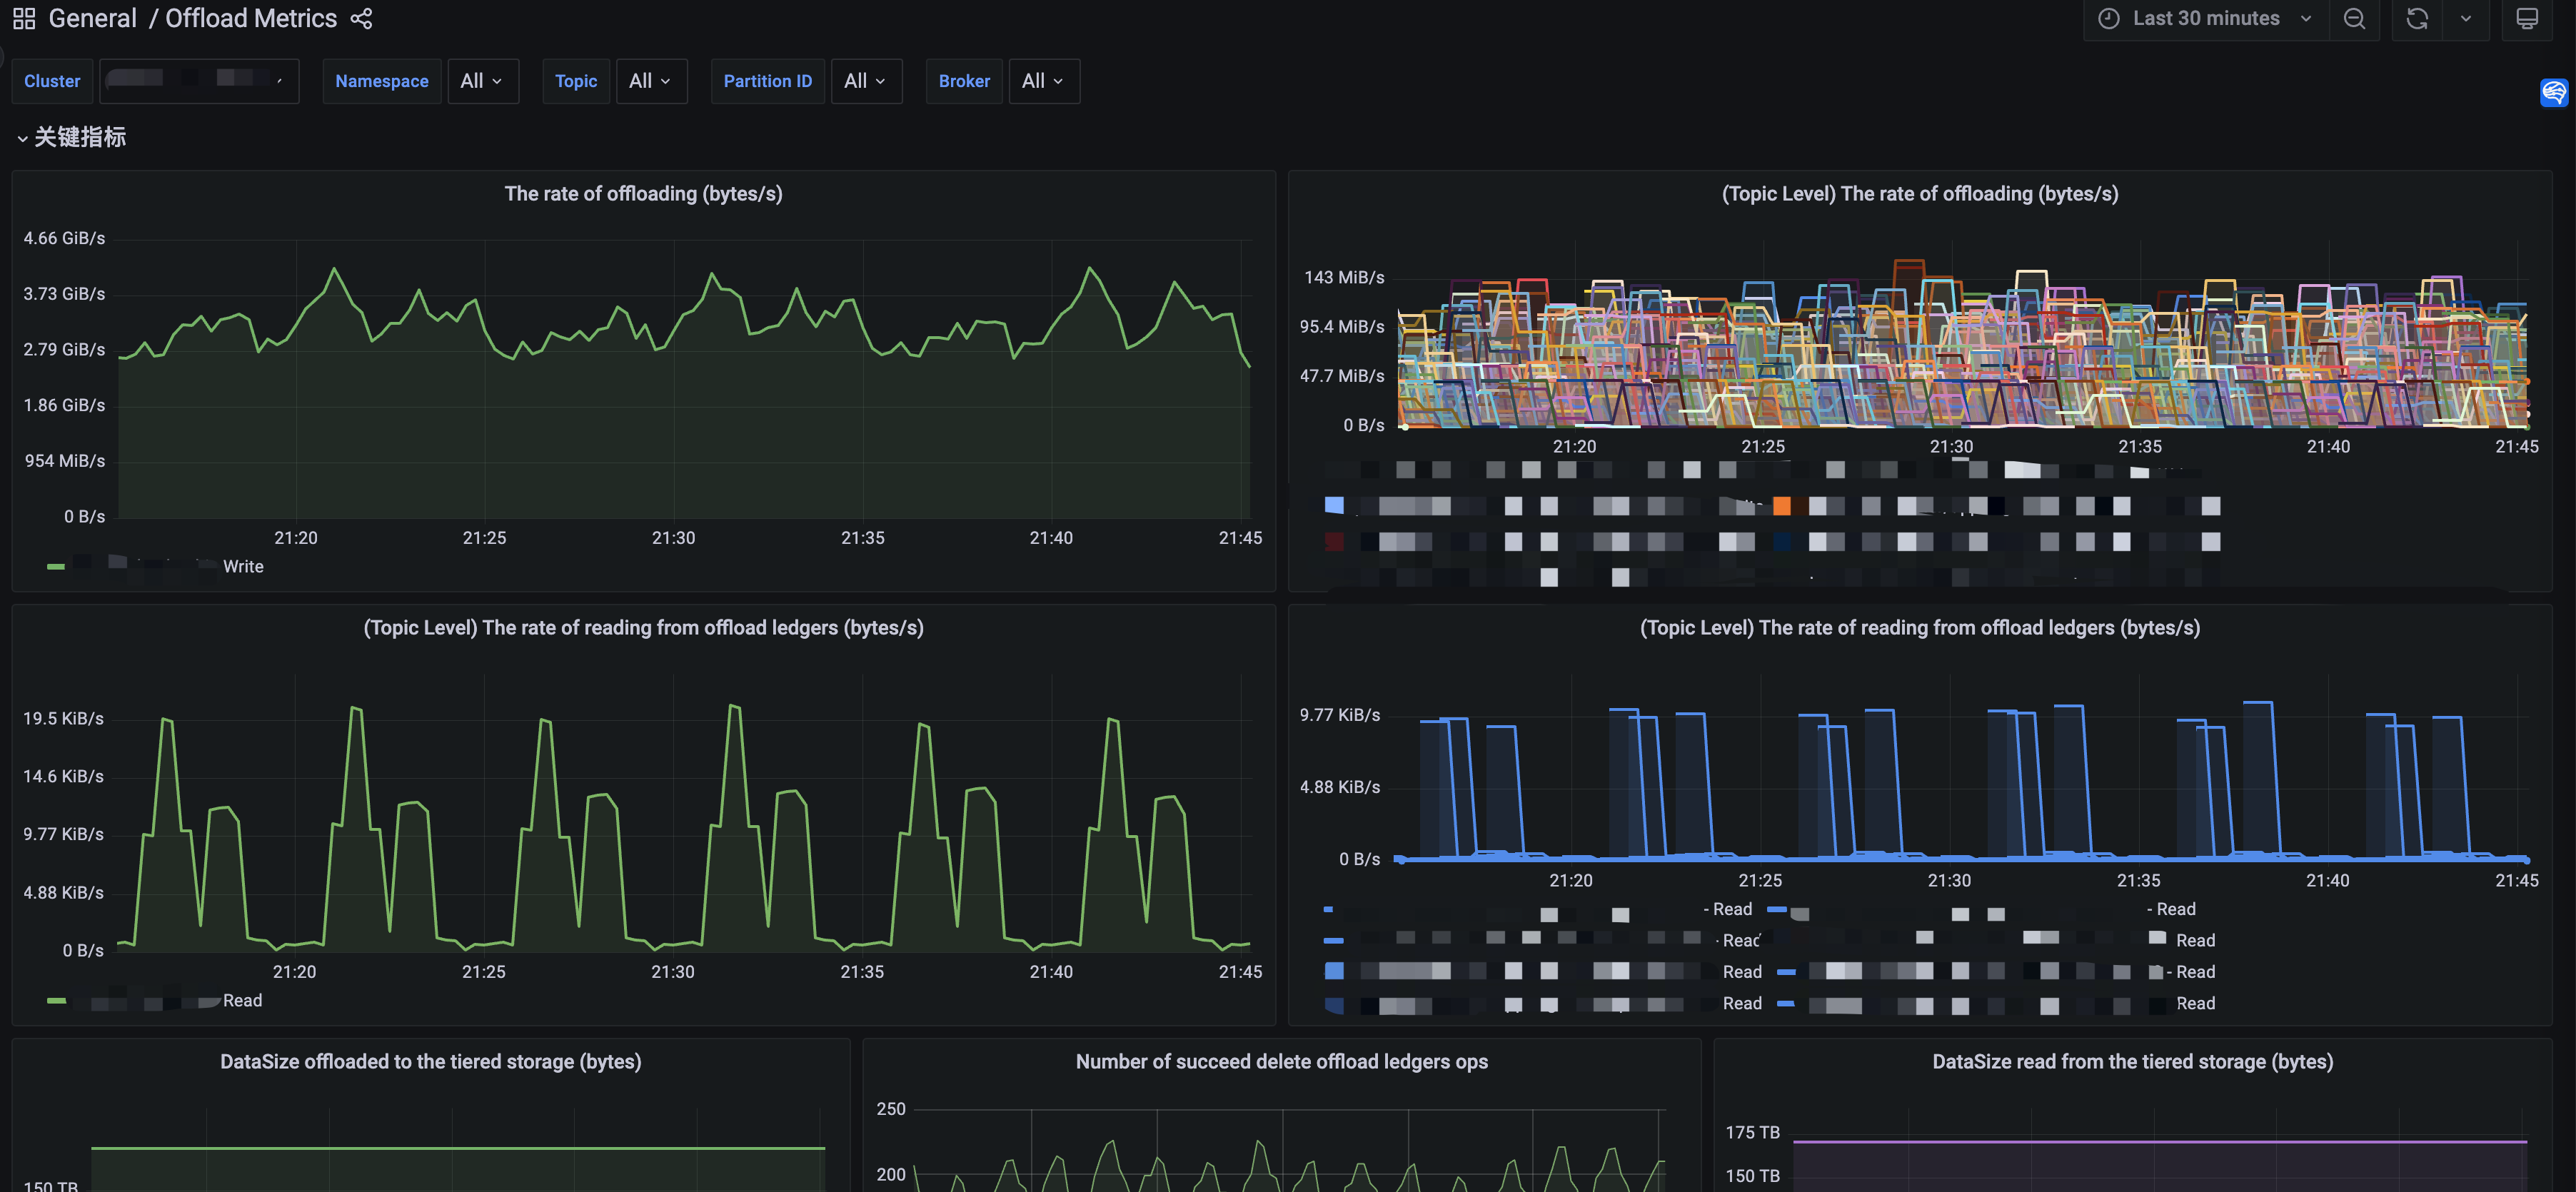 General / Offload Metrics
Last 30 minutes
Cluster
Namespace All
Topic All
Partition ID All
Broker All
关键指标
The rate of offloading (bytes/s)
4.66 GiB/s
3.73 GiB/s
2.79 GiB/s
1.86 GiB/s
954 MiB/s
0 B/s
21:20 21:25 21:30 21:35 21:40 21:45
Write
(Topic Level) The rate of offloading (bytes/s)
143 MiB/s
95.4 MiB/s
47.7 MiB/s
0 B/s
21:20 21:25 21:30 21:35 21:40 21:45
(Topic Level) The rate of reading from offload ledgers (bytes/s)
19.5 KiB/s
14.6 KiB/s
9.77 KiB/s
4.88 KiB/s
0 B/s
21:20 21:25 21:30 21:35 21:40 21:45
Read
(Topic Level) The rate of reading from offload ledgers (bytes/s)
9.77 KiB/s
4.88 KiB/s
0 B/s
21:20 21:25 21:30 21:35 21:40 21:45
- Read - Read
- Read Read
Read - Read
Read Read
DataSize offloaded to the tiered storage (bytes)
150 TB
Number of succeed delete offload ledgers ops
250
200
DataSize read from the tiered storage (bytes)
175 TB
150 TB